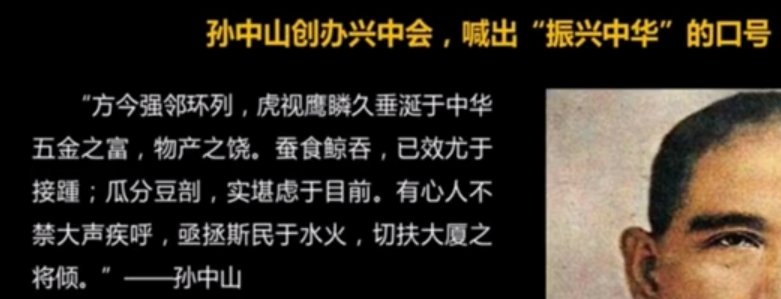 孙中山创办兴中会，喊出“振兴中华”的口号
“方今强邻环列，虎视鹰瞵久垂涎于中华
五金之富，物产之饶。蚕食鲸吞，已效尤于
接踵；瓜分豆剖，实堪虑于目前。有心人不
禁大声疾呼，亟拯斯民于水火，切扶大厦之
将倾。”——孙中山